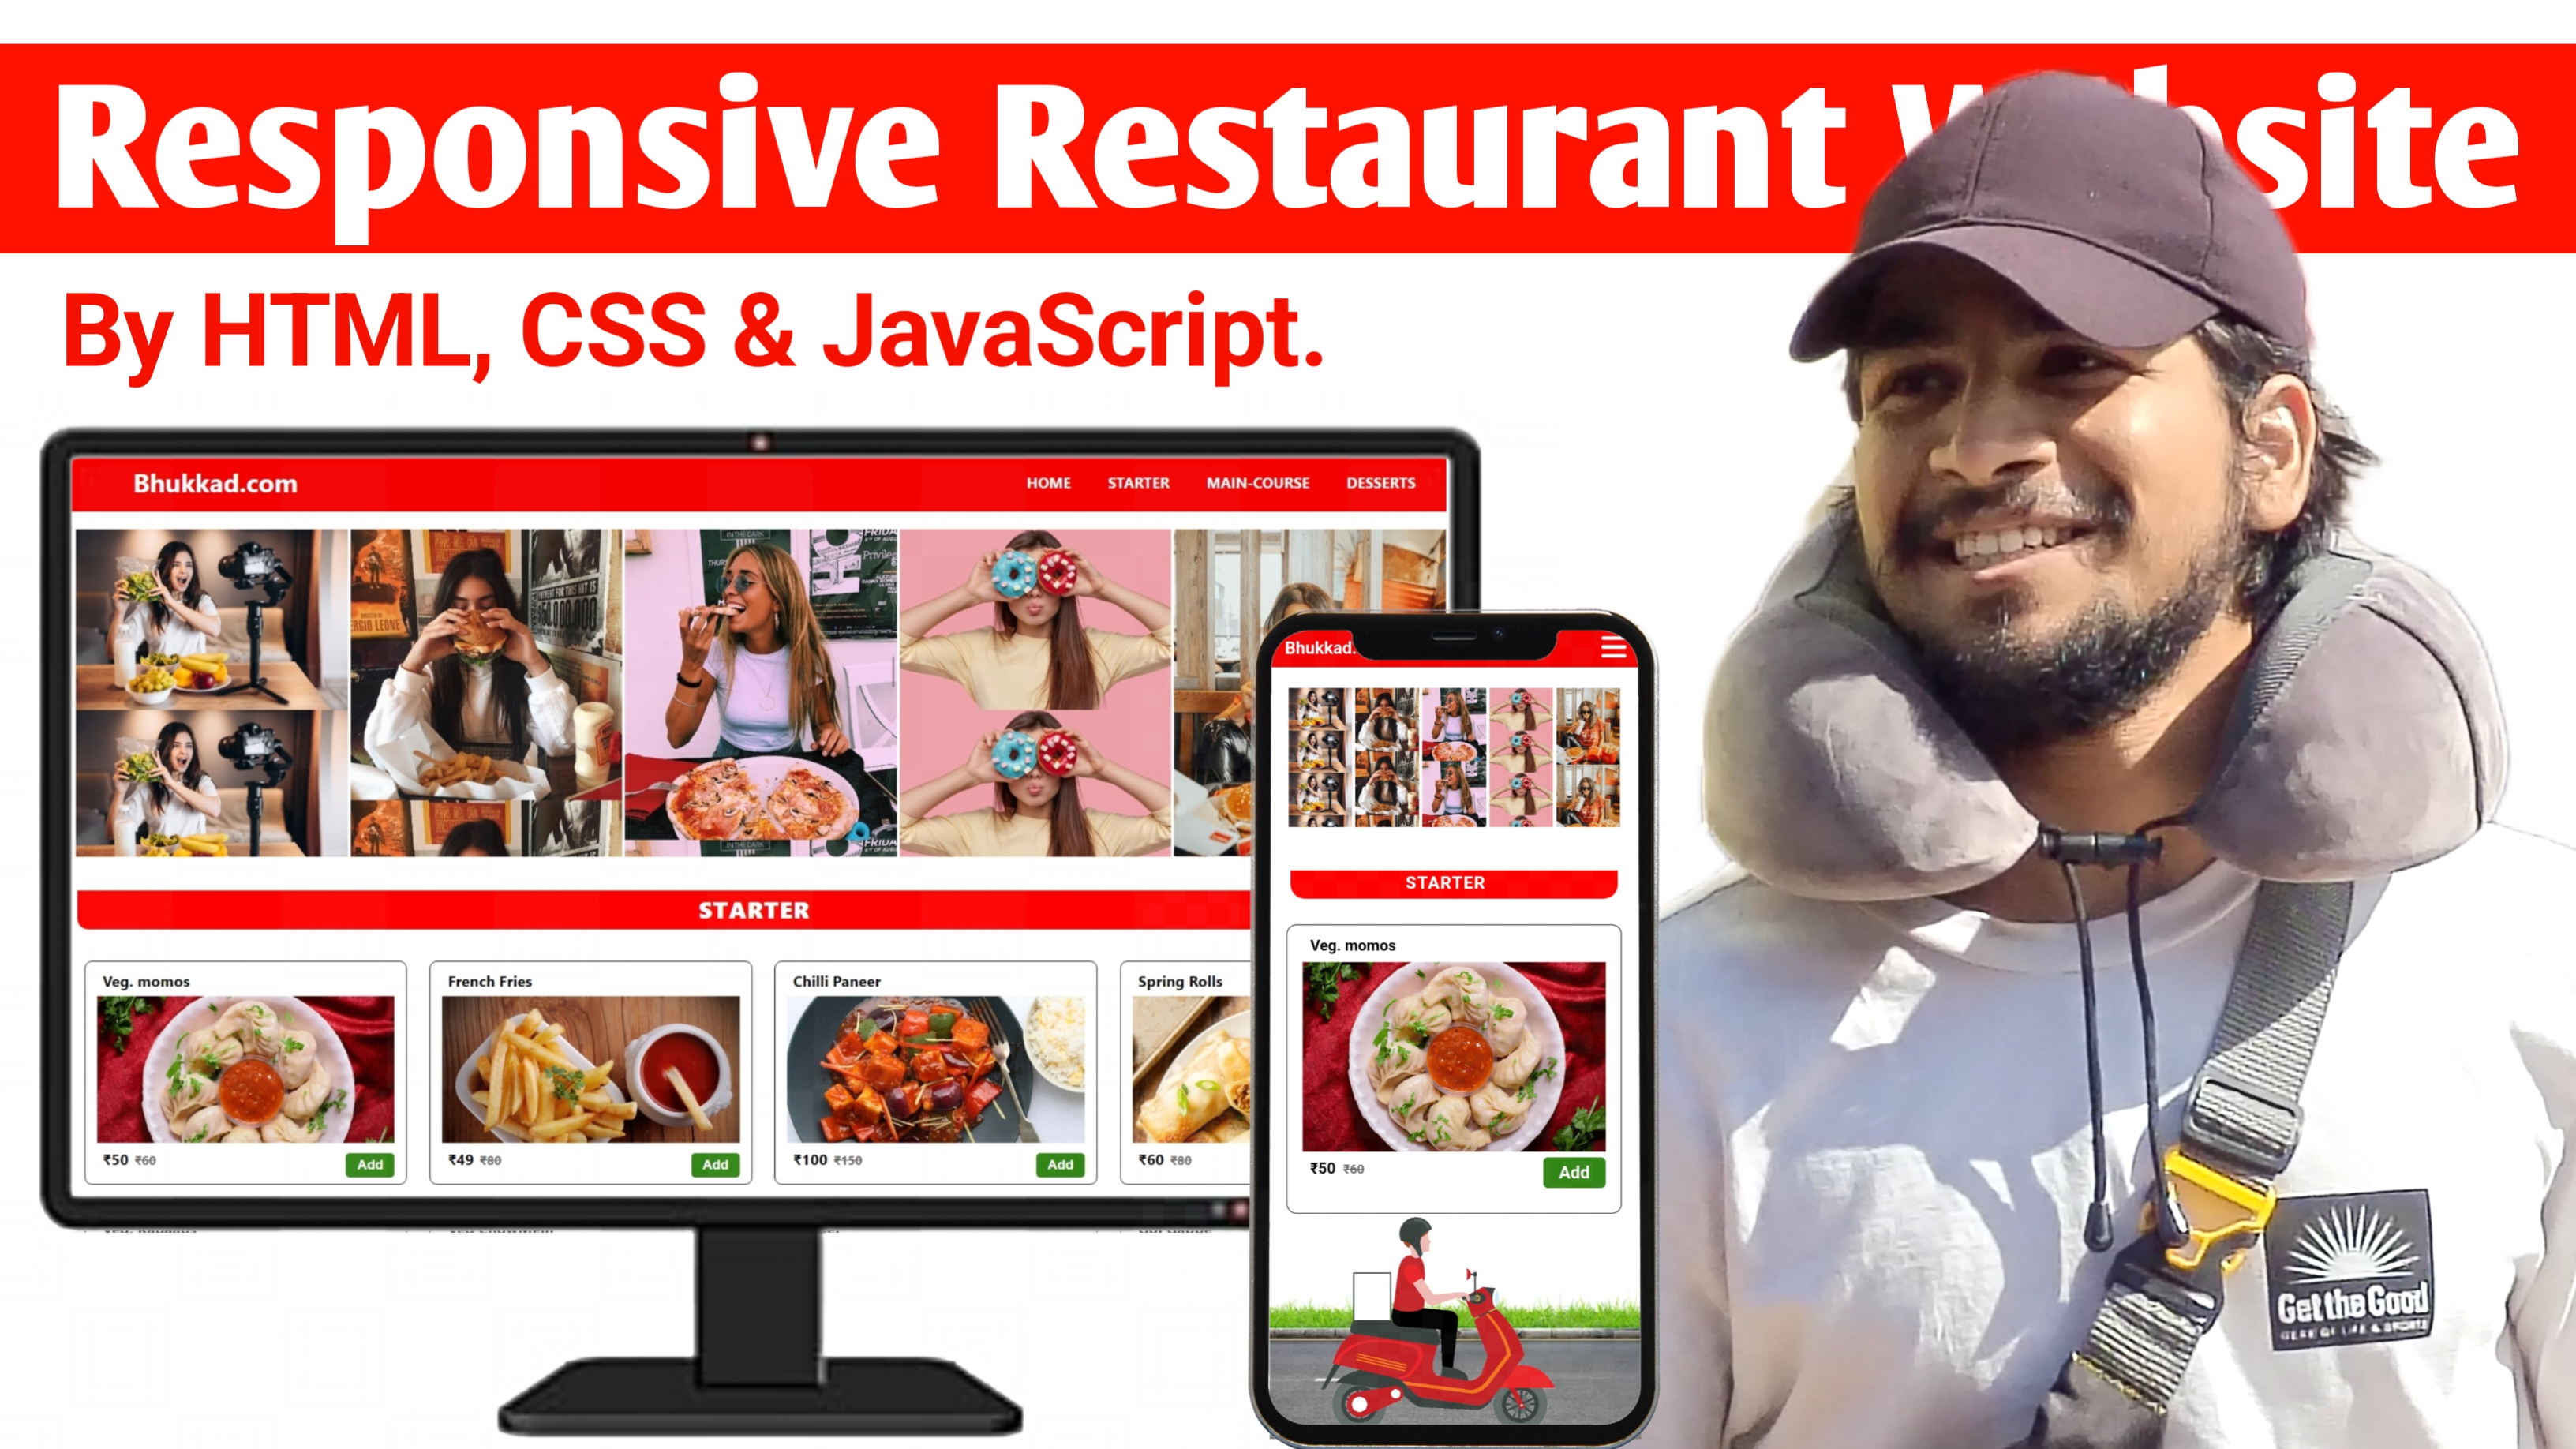 Responsive Restaurant Website
By HTML, CSS & JavaScript.
Bhukkad.com
HOME STARTER MAIN-COURSE DESSERTS
STARTER
Veg. momos
₹50 ₹60 Add
French Fries
₹49 ₹80 Add
Chilli Paneer
₹100 ₹150 Add
Spring Rolls
₹60 ₹80
Bhukkad.
STARTER
Veg. momos
₹50 ₹60 Add
Get the Good